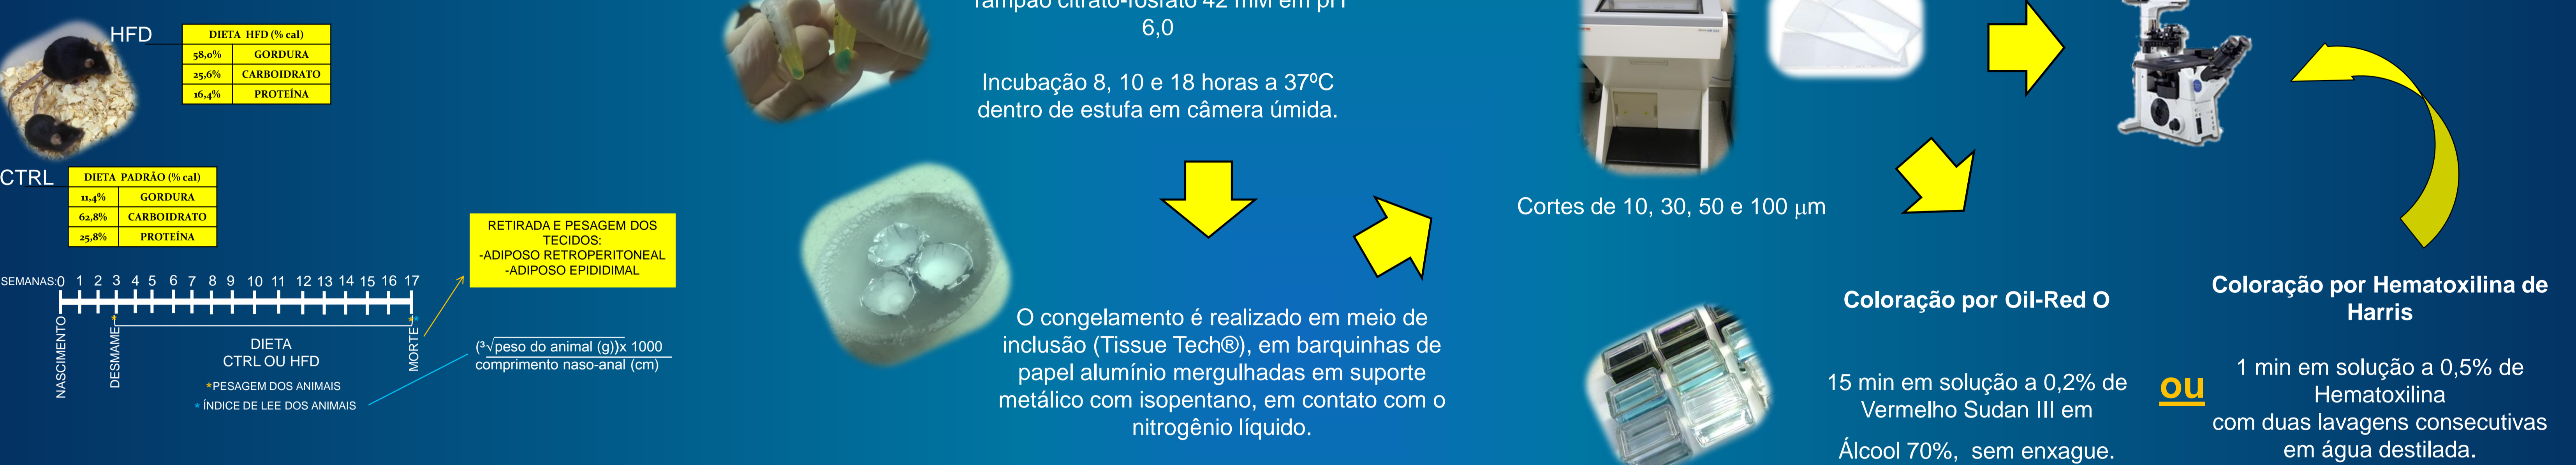 HFD
DIETA HFD (% cal)
58,0% GORDURA
25,6% CARBOIDRATO
16,4% PROTEÍNA
CTRL
DIETA PADRÃO (% cal)
11,4% GORDURA
62,8% CARBOIDRATO
25,8% PROTEÍNA
SEMANAS:0 1 2 3 4 5 6 7 8 9 10 11 12 13 14 15 16 17
NASCIMENTO
DESMAME
MORTE
*
*
*
DIETA
CTRL OU HFD
*PESAGEM DOS ANIMAIS
* ÍNDICE DE LEE DOS ANIMAIS
RETIRADA E PESAGEM DOS
TECIDOS:
-ADIPOSO RETROPERITONEAL
-ADIPOSO EPIDIDIMAL
(³√peso do animal (g))x 1000
comprimento naso-anal (cm)
Tampão citrato-fosfato 42 mM em pH
6,0
Incubação 8, 10 e 18 horas a 37ºC
dentro de estufa em câmera úmida.
O congelamento é realizado em meio de
inclusão (Tissue Tech®), em barquinhas de
papel alumínio mergulhadas em suporte
metálico com isopentano, em contato com o
nitrogênio líquido.
Cortes de 10, 30, 50 e 100 μm
Coloração por Oil-Red O
15 min em solução a 0,2% de
Vermelho Sudan III em
Álcool 70%, sem enxague.
ou
Coloração por Hematoxilina de
Harris
1 min em solução a 0,5% de
Hematoxilina
com duas lavagens consecutivas
em água destilada.